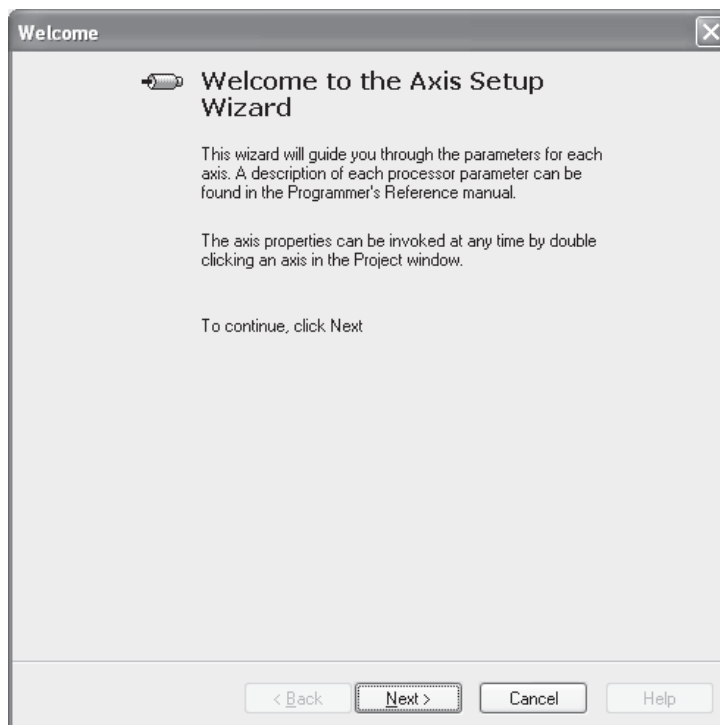 Welcome
Welcome to the Axis Setup
Wizard
This wizard will guide you through the parameters for each
axis. A description of each processor parameter can be
found in the Programmer's Reference manual.
The axis properties can be invoked at any time by double
clicking an axis in the Project window.
To continue, click Next
< Back Next > Cancel Help